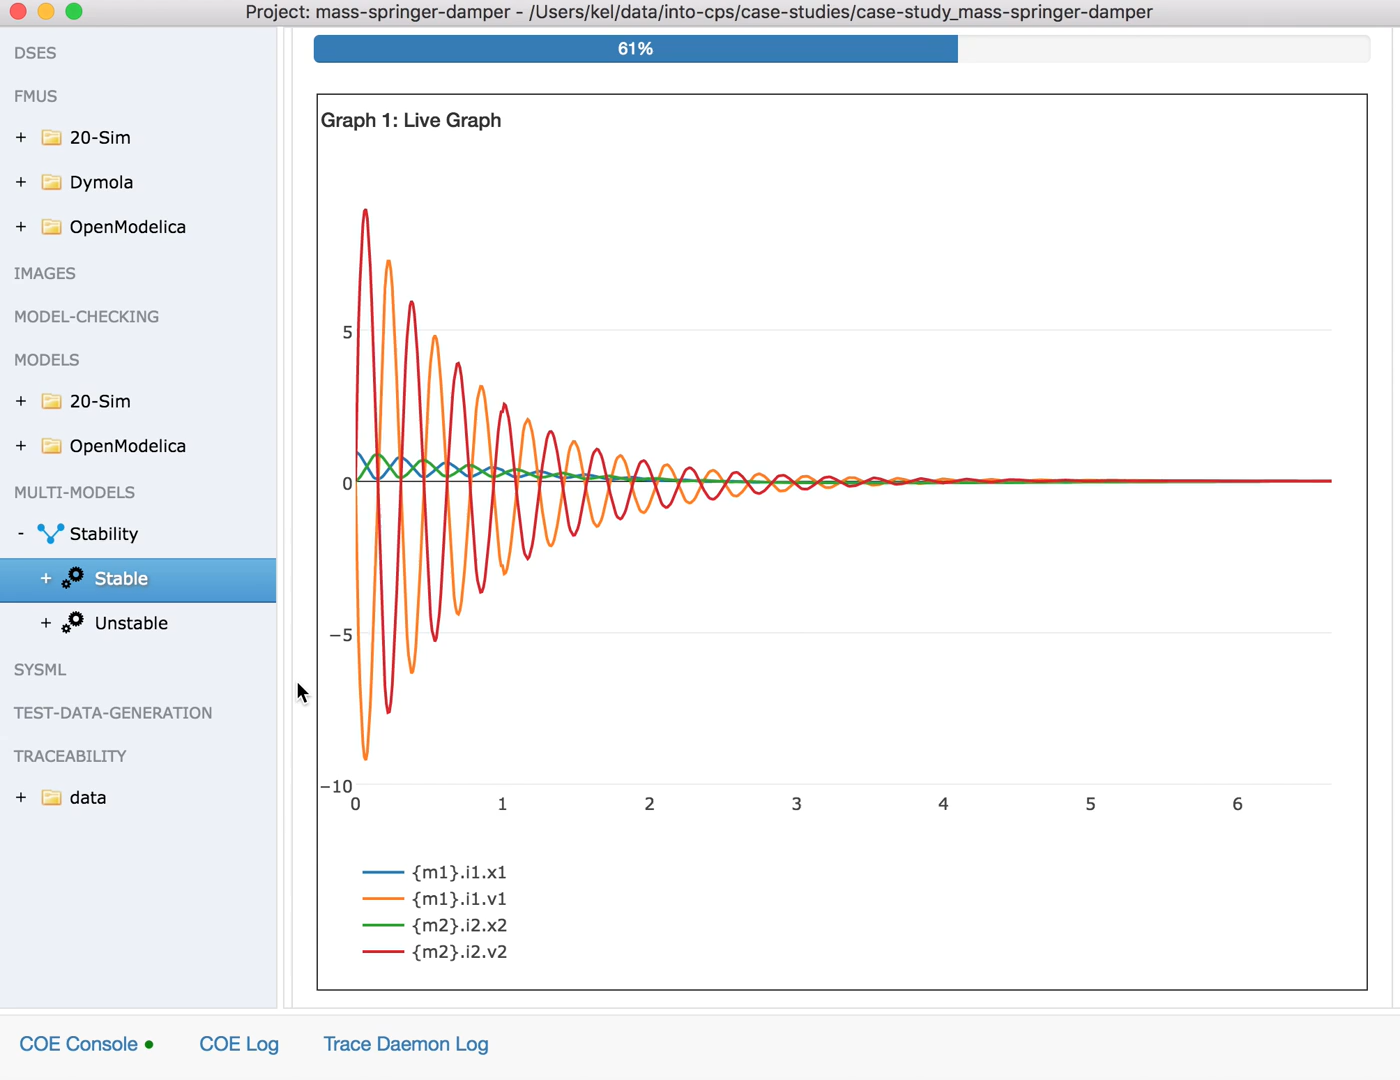 Project: mass-springer-damper - /Users/kel/data/into-cps/case-studies/case-study_mass-springer-damper
DSES
FMUS
+ 20-Sim
+ Dymola
+ OpenModelica
IMAGES
MODEL-CHECKING
MODELS
+ 20-Sim
+ OpenModelica
MULTI-MODELS
- Stability
+ Stable
+ Unstable
SYSML
TEST-DATA-GENERATION
TRACEABILITY
+ data
61%
Graph 1: Live Graph
5
0
−5
−10
0 1 2 3 4 5 6
{m1}.i1.x1
{m1}.i1.v1
{m2}.i2.x2
{m2}.i2.v2
COE Console COE Log Trace Daemon Log